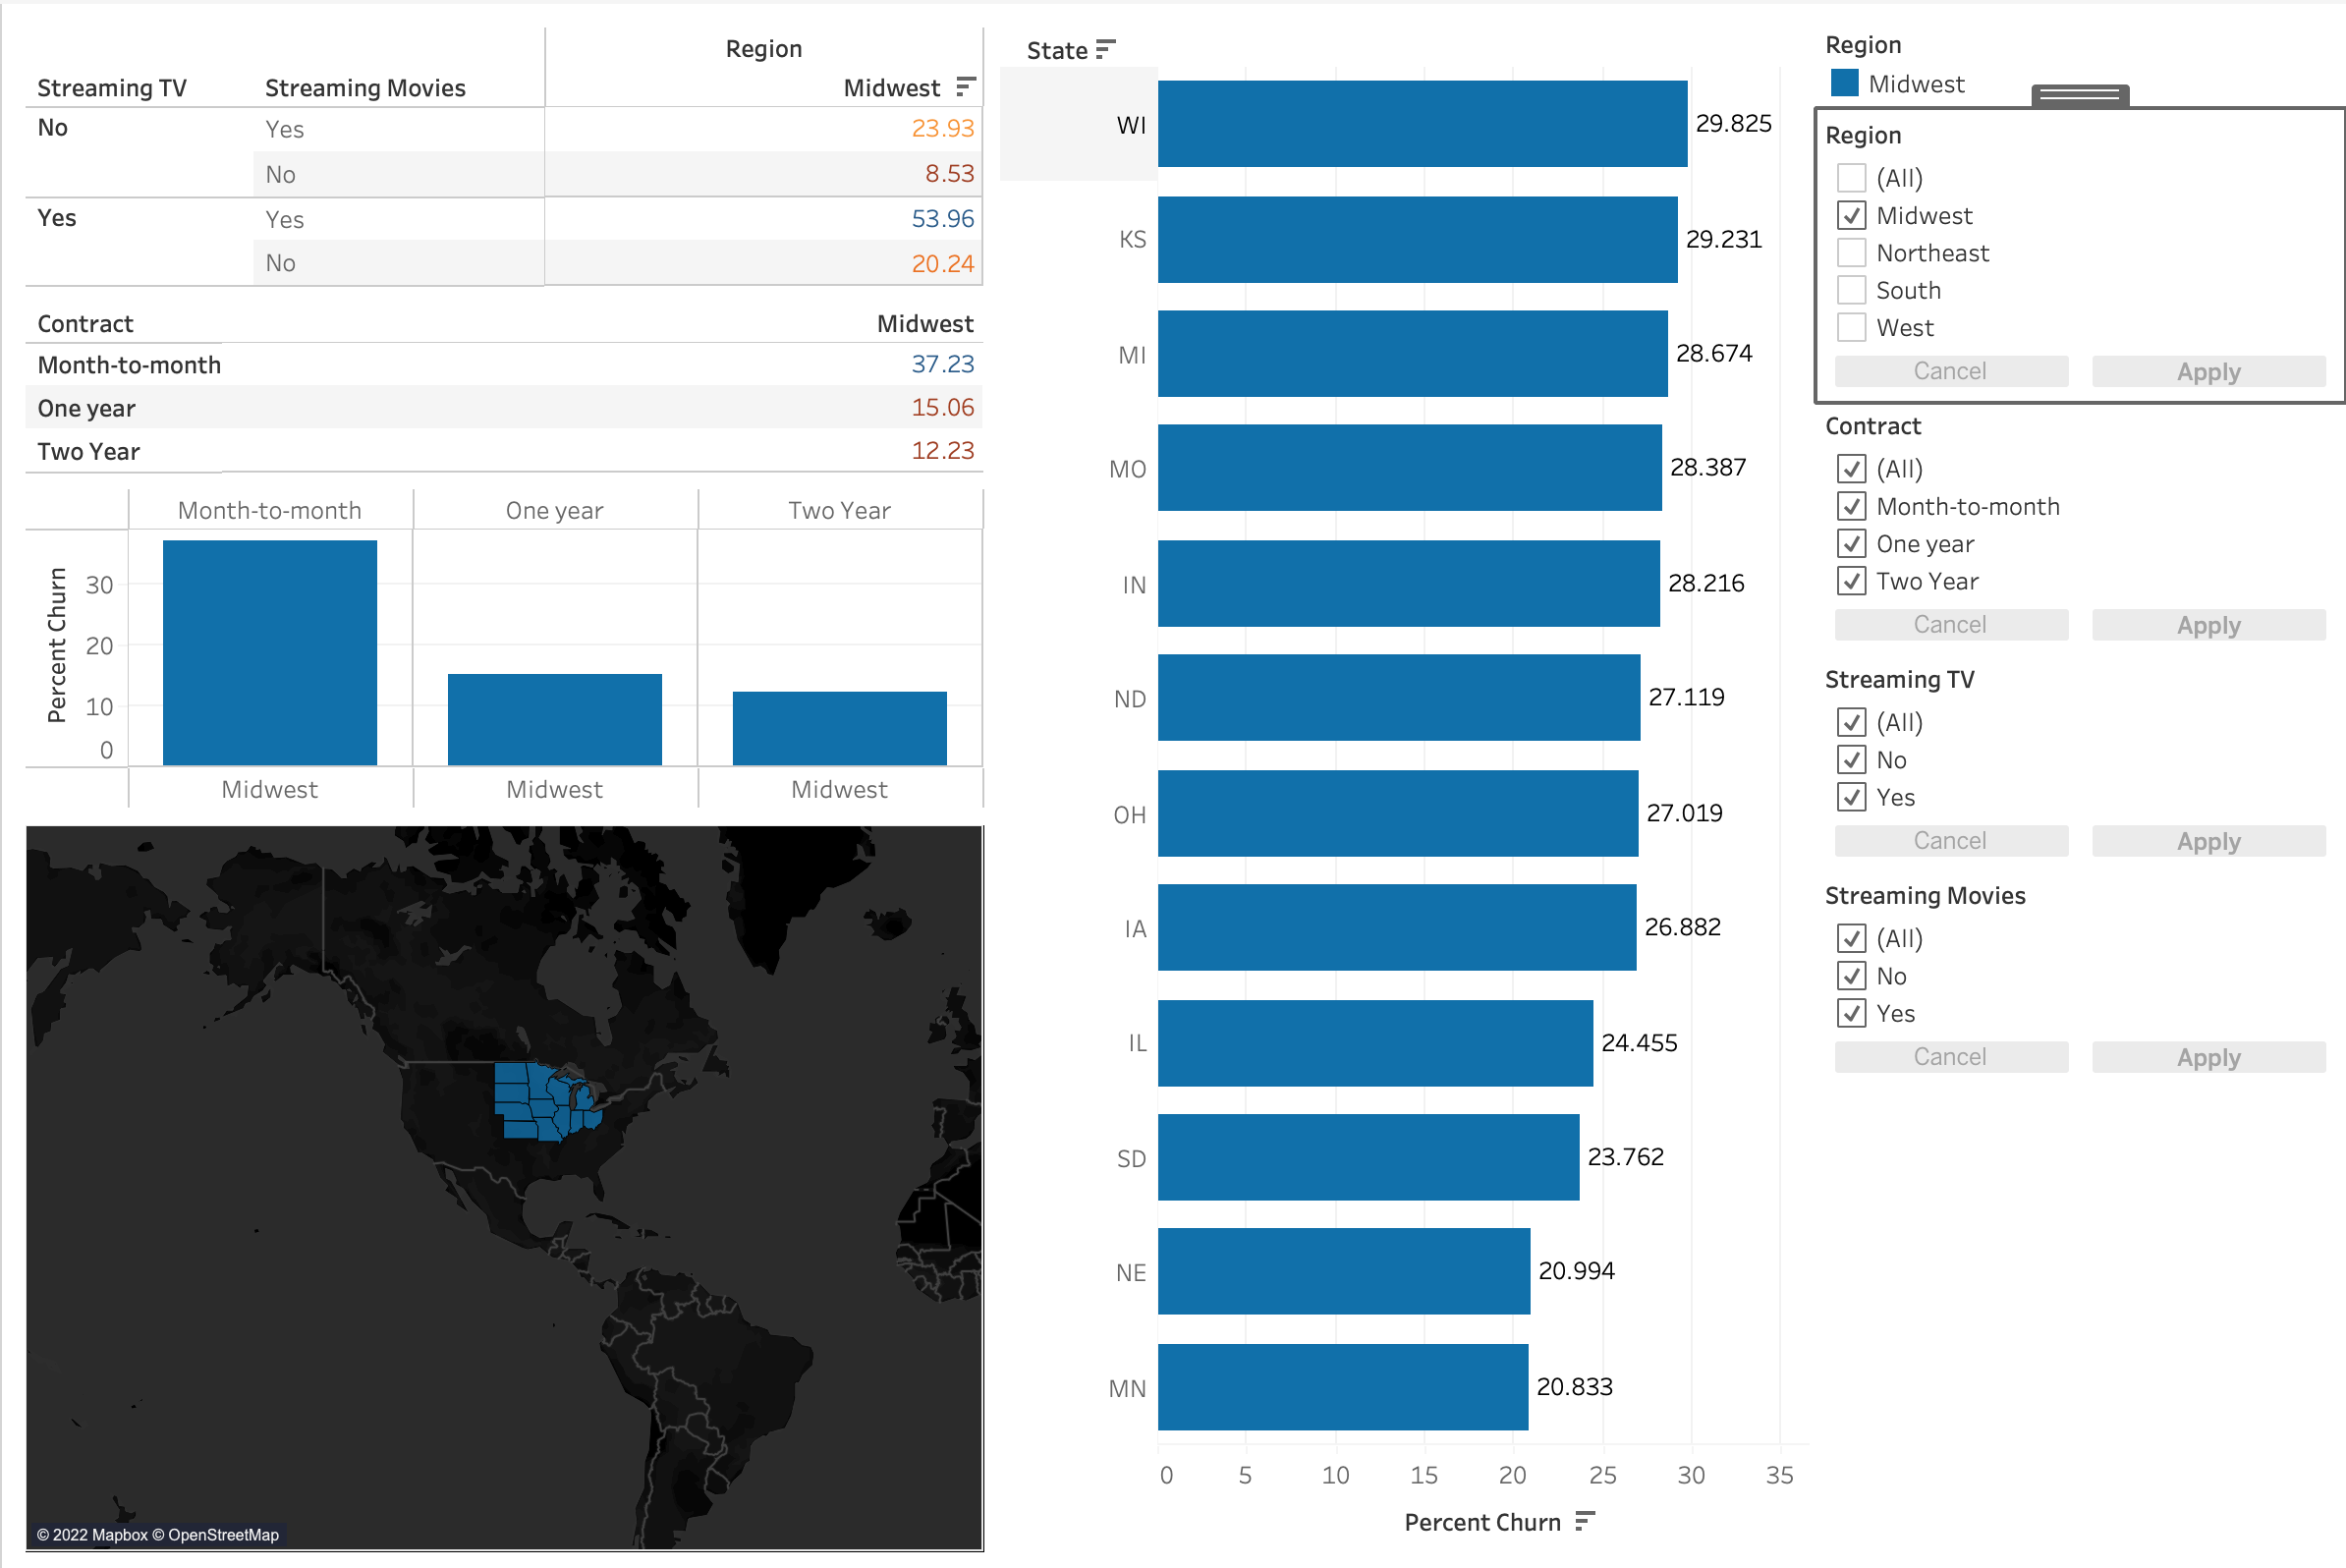 Region
Streaming TV Streaming Movies Midwest
No Yes 23.93
No 8.53
Yes Yes 53.96
No 20.24
Contract Midwest
Month-to-month 37.23
One year 15.06
Two Year 12.23
Month-to-month One year Two Year
Percent Churn
30
20
10
0
Midwest Midwest Midwest
© 2022 Mapbox © OpenStreetMap
State
WI 29.825
KS 29.231
MI 28.674
MO 28.387
IN 28.216
ND 27.119
OH 27.019
IA 26.882
IL 24.455
SD 23.762
NE 20.994
MN 20.833
0 5 10 15 20 25 30 35
Percent Churn
Region
Midwest
Region
(All)
Midwest
Northeast
South
West
Cancel Apply
Contract
(All)
Month-to-month
One year
Two Year
Cancel Apply
Streaming TV
(All)
No
Yes
Cancel Apply
Streaming Movies
(All)
No
Yes
Cancel Apply